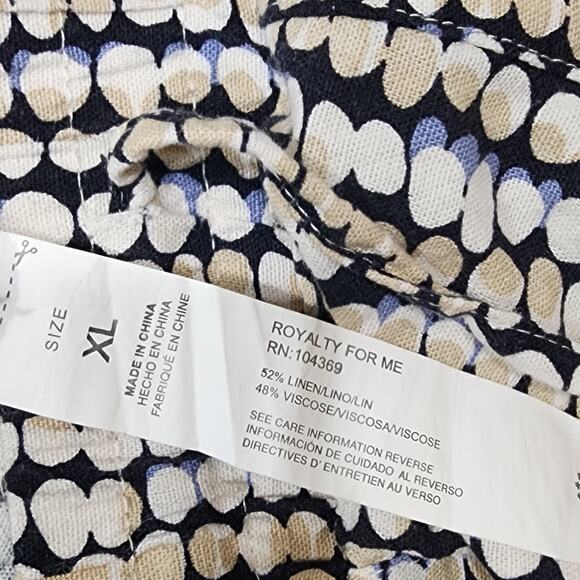 SIZE
XL
MADE IN CHINA
HECHO EN CHINA
FABRIQUÉ EN CHINE
ROYALTY FOR ME
RN:104369
52% LINEN/LINO/LIN
48% VISCOSE/VISCOSA/VISCOSE
SEE CARE INFORMATION REVERSE
INFORMACIÓN DE CUIDADO AL REVERSO
DIRECTIVES D' ENTRETIEN AU VERSO